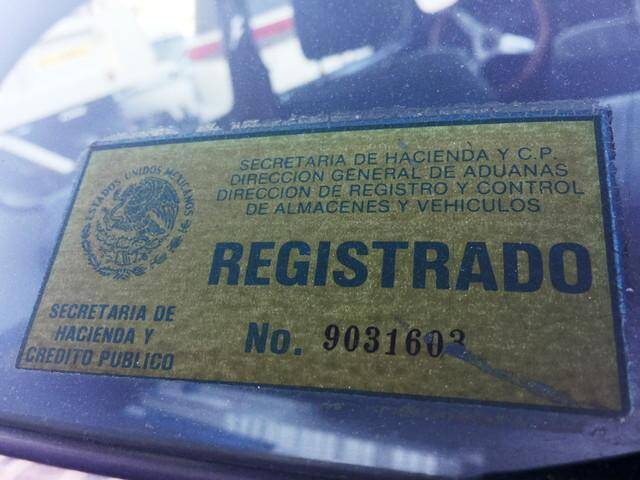 ESTADOS UNIDOS MEXICANOS
SECRETARIA DE HACIENDA Y C.P.
DIRECCION GENERAL DE ADUANAS
DIRECCION DE REGISTRO Y CONTROL
DE ALMACENES Y VEHICULOS
REGISTRADO
SECRETARIA DE
HACIENDA Y
CREDITO PUBLICO
No. 9031603